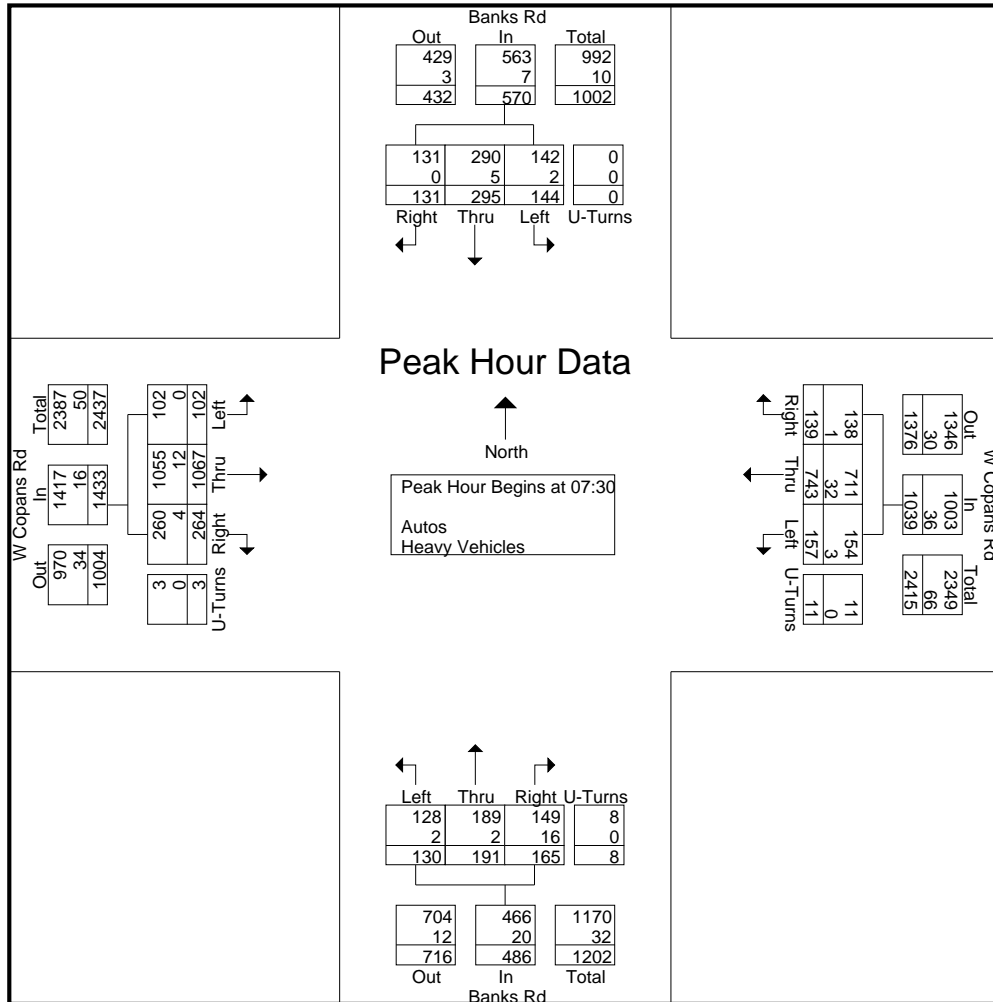 Banks Rd
Out In Total
429 563 992
3 7 10
432 570 1002
131 290 142 0
0 5 2 0
131 295 144 0
Right Thru Left U-Turns
Peak Hour Data
North
Peak Hour Begins at 07:30
Autos
Heavy Vehicles
W Copans Rd
Total In Out
2387 1417 970
50 16 34
2437 1433 1004
102 1055 260 3
0 12 4 0
102 1067 264 3
Left Thru Right U-Turns
W Copans Rd
Out In Total
1346 1003 2349
30 36 66
1376 1039 2415
138 711 154 11
1 32 3 0
139 743 157 11
Right Thru Left U-Turns
Left Thru Right U-Turns
128 189 149 8
2 2 16 0
130 191 165 8
704 466 1170
12 20 32
716 486 1202
Out In Total
Banks Rd